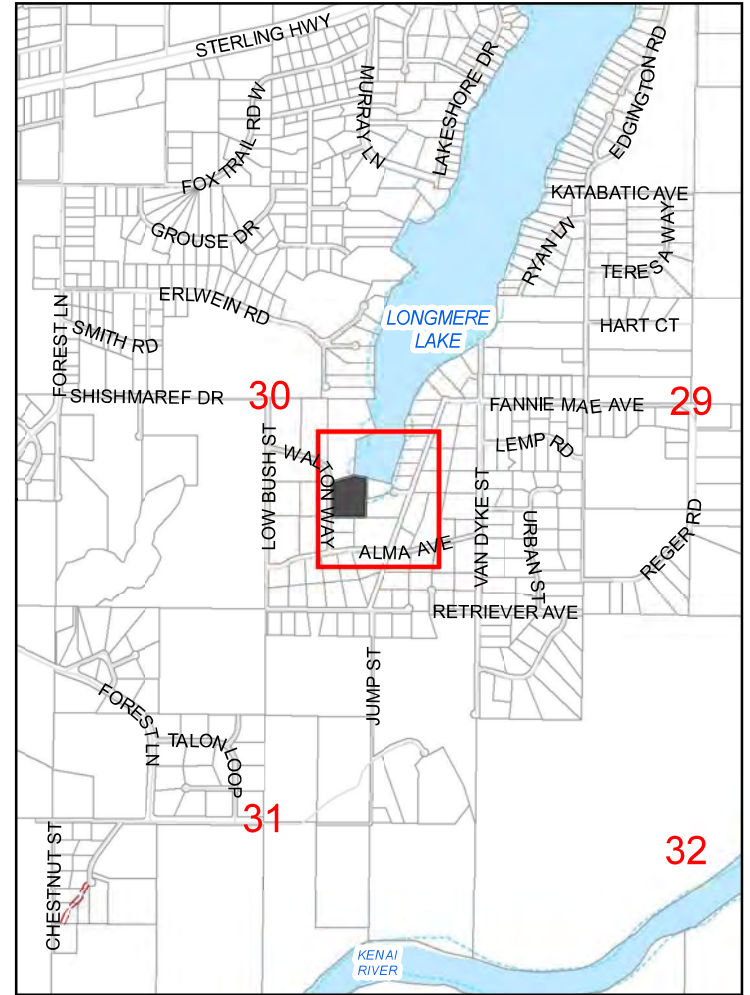 STERLING HWY
MURRAY LN
LAKESHORE DR
EDGINGTON RD
FOX TRAIL RD W
KATABATIC AVE
GROUSE DR
RYAN LN
TERESA WAY
ERLWEIN RD
FOREST LN
SMITH RD
LONGMERE
LAKE
HART CT
SHISHMAREF DR
30
FANNIE MAE AVE
29
LOW BUSH ST
WALTON WAY
LEMP RD
VAN DYKE ST
URBAN ST
REGER RD
ALMA AVE
RETRIEVER AVE
JUMP ST
FOREST LN
TALON LOOP
31
32
CHESTNUT ST
KENAI
RIVER